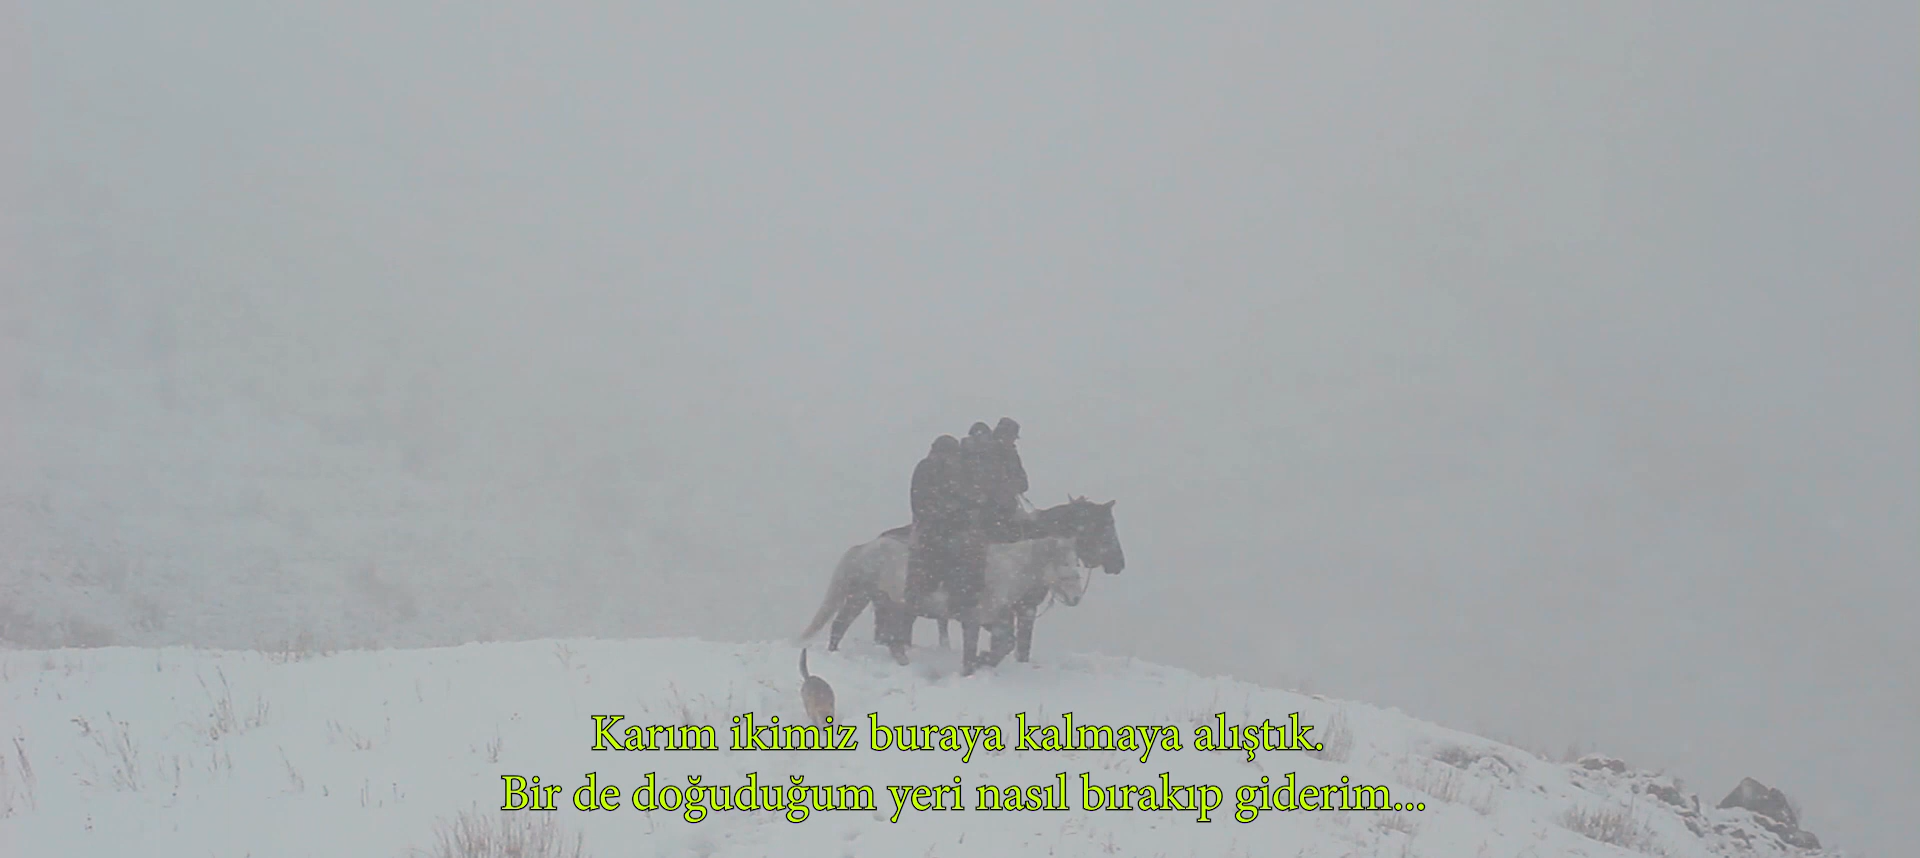 Karım ikimiz buraya kalmaya alıştık.
Bir de doğuduğum yeri nasıl bırakıp giderim...